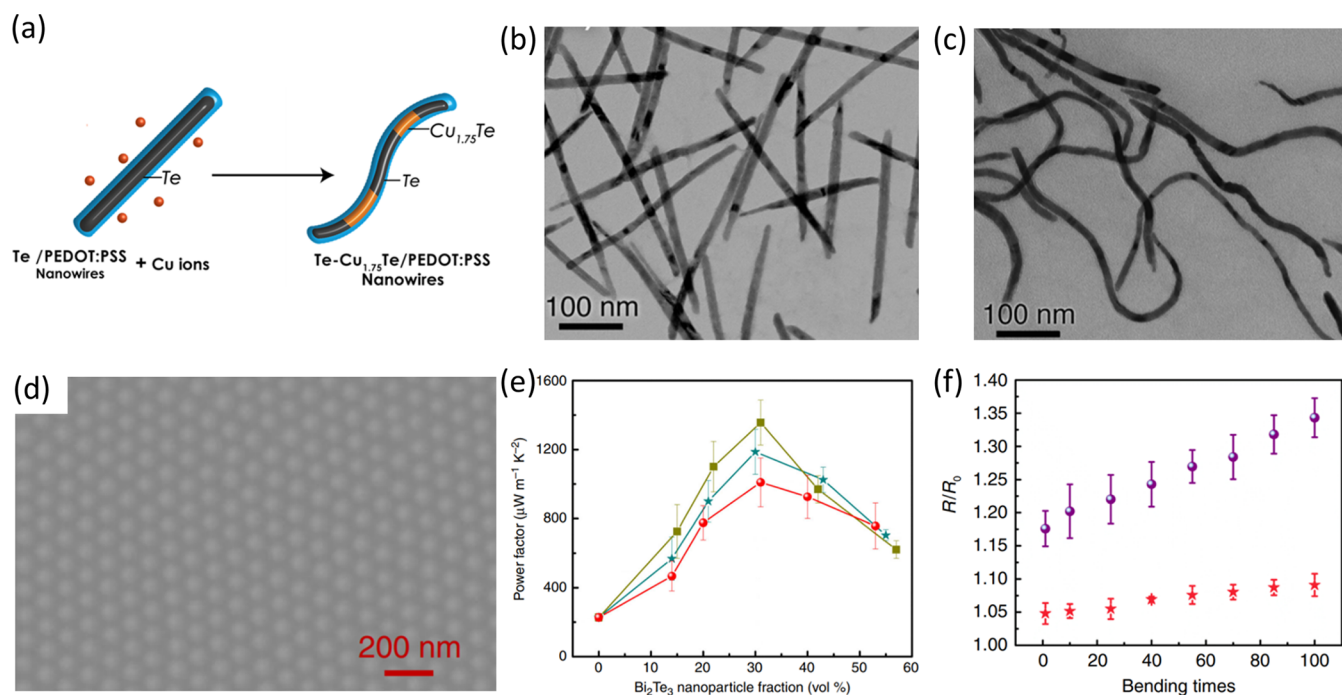 (a)
Cu1.75Te
Te
Te
Te /PEDOT:PSS
Nanowires
+ Cu ions
Te-Cu1.75Te/PEDOT:PSS
Nanowires
(b)
100 nm
(c)
100 nm
(d)
200 nm
(e)
Power factor (μW m−1 K−2)
1600
1200
800
400
0
0 10 20 30 40 50 60
Bi2Te3 nanoparticle fraction (vol %)
(f)
R/R0
1.40
1.35
1.30
1.25
1.20
1.15
1.10
1.05
1.00
0 20 40 60 80 100
Bending times